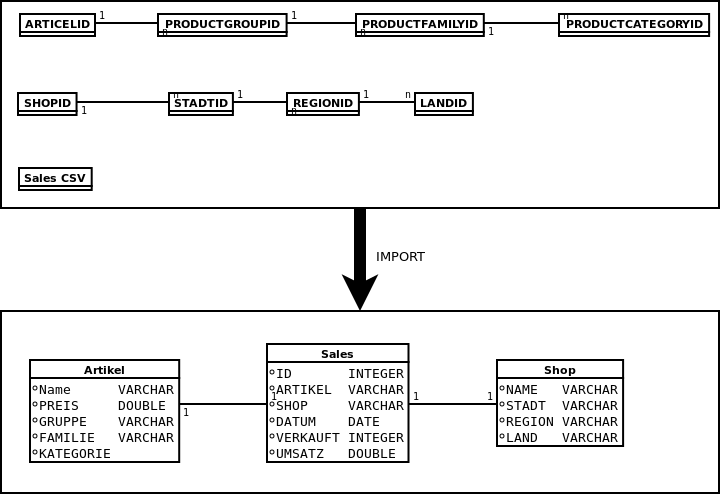 ARTICELID 1 n PRODUCTGROUPID 1 n PRODUCTFAMILYID 1 n PRODUCTCATEGORYID
SHOPID 1 n STADTID 1 n REGIONID 1 n LANDID
Sales CSV
IMPORT
Artikel
Name VARCHAR
PREIS DOUBLE
GRUPPE VARCHAR
FAMILIE VARCHAR
KATEGORIE
1
1
Sales
ID INTEGER
ARTIKEL VARCHAR
SHOP VARCHAR
DATUM DATE
VERKAUFT INTEGER
UMSATZ DOUBLE
1
1
Shop
NAME VARCHAR
STADT VARCHAR
REGION VARCHAR
LAND VARCHAR